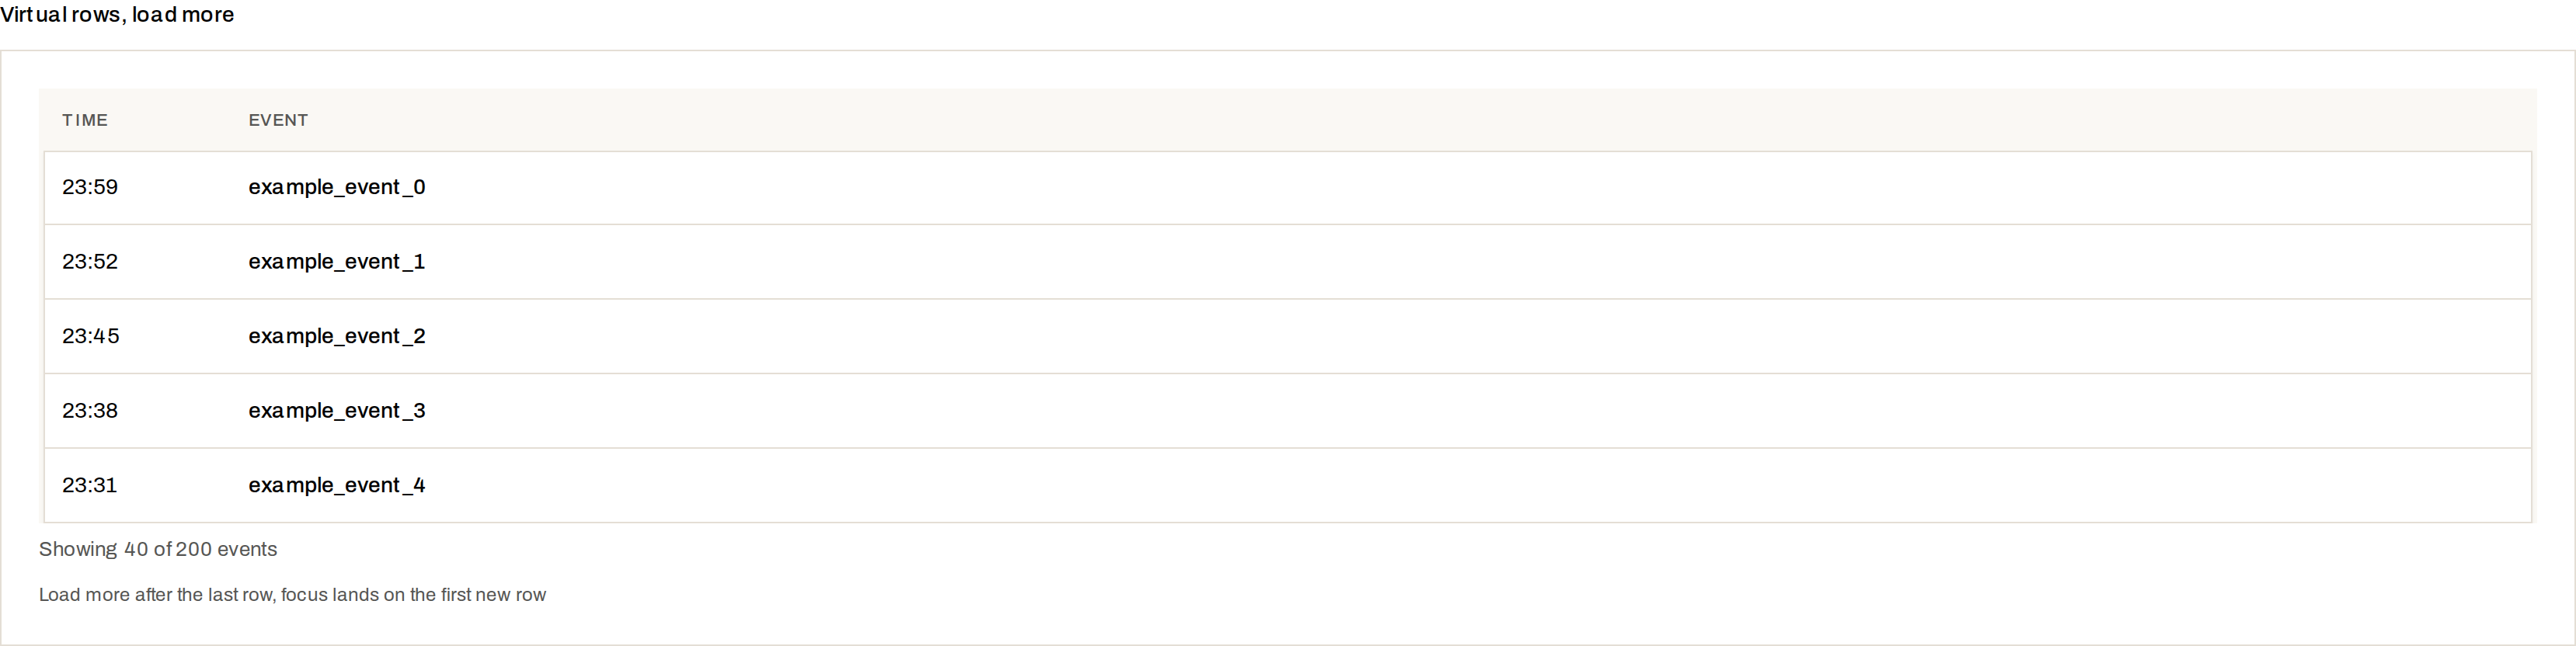 Virtual rows, load more
TIME EVENT
23:59 example_event_0
23:52 example_event_1
23:45 example_event_2
23:38 example_event_3
23:31 example_event_4
Showing 40 of 200 events
Load more after the last row, focus lands on the first new row